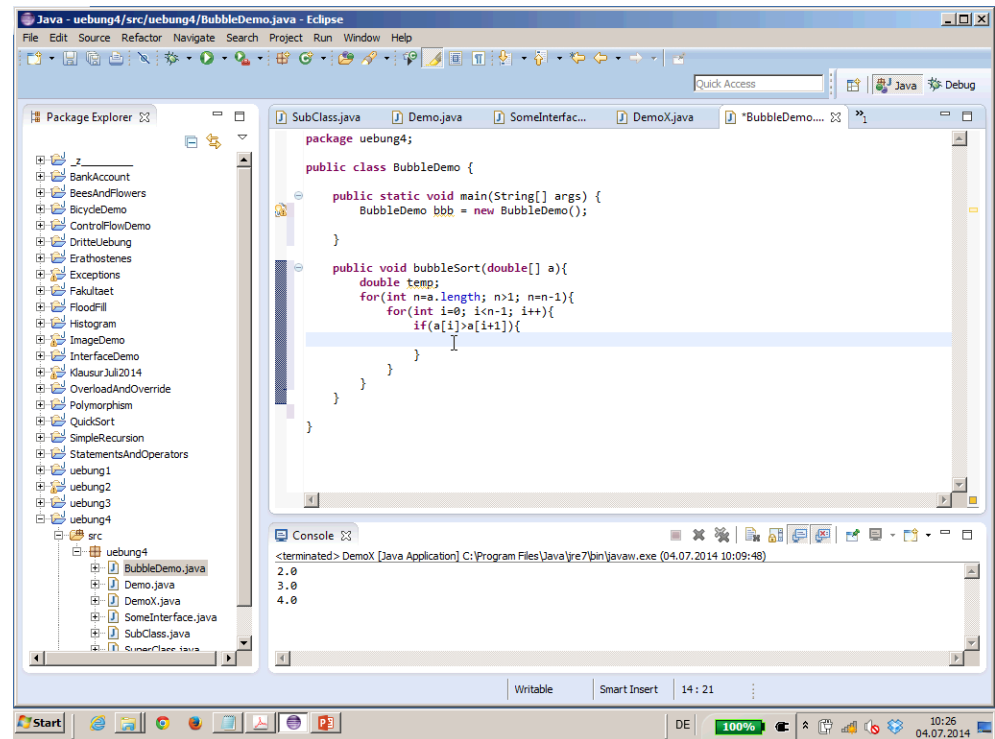 Java - uebung4/src/uebung4/BubbleDemo.java - Eclipse
File Edit Source Refactor Navigate Search Project Run Window Help
Quick Access
Java
Debug
Package Explorer
_z________
BankAccount
BeesAndFlowers
BicycleDemo
ControlFlowDemo
DritteUebung
Erathostenes
Exceptions
Fakultaet
FloodFill
Histogram
ImageDemo
InterfaceDemo
KlausurJuli2014
OverloadAndOverride
Polymorphism
QuickSort
SimpleRecursion
StatementsAndOperators
uebung1
uebung2
uebung3
uebung4
src
uebung4
BubbleDemo.java
Demo.java
DemoX.java
SomeInterface.java
SubClass.java
SuperClass.java
SubClass.java Demo.java SomeInterfac... DemoX.java *BubbleDemo.... »1
package uebung4;
public class BubbleDemo {
public static void main(String[] args) {
BubbleDemo bbb = new BubbleDemo();
}
public void bubbleSort(double[] a){
double temp;
for(int n=a.length; n>1; n=n-1){
for(int i=0; i<n-1; i++){
if(a[i]>a[i+1]){
}
}
}
}
}
Console
<terminated> DemoX [Java Application] C:\Program Files\Java\jre7\bin\javaw.exe (04.07.2014 10:09:48)
2.0
3.0
4.0
Writable Smart Insert 14 : 21
Start
DE 100% 10:26
04.07.2014